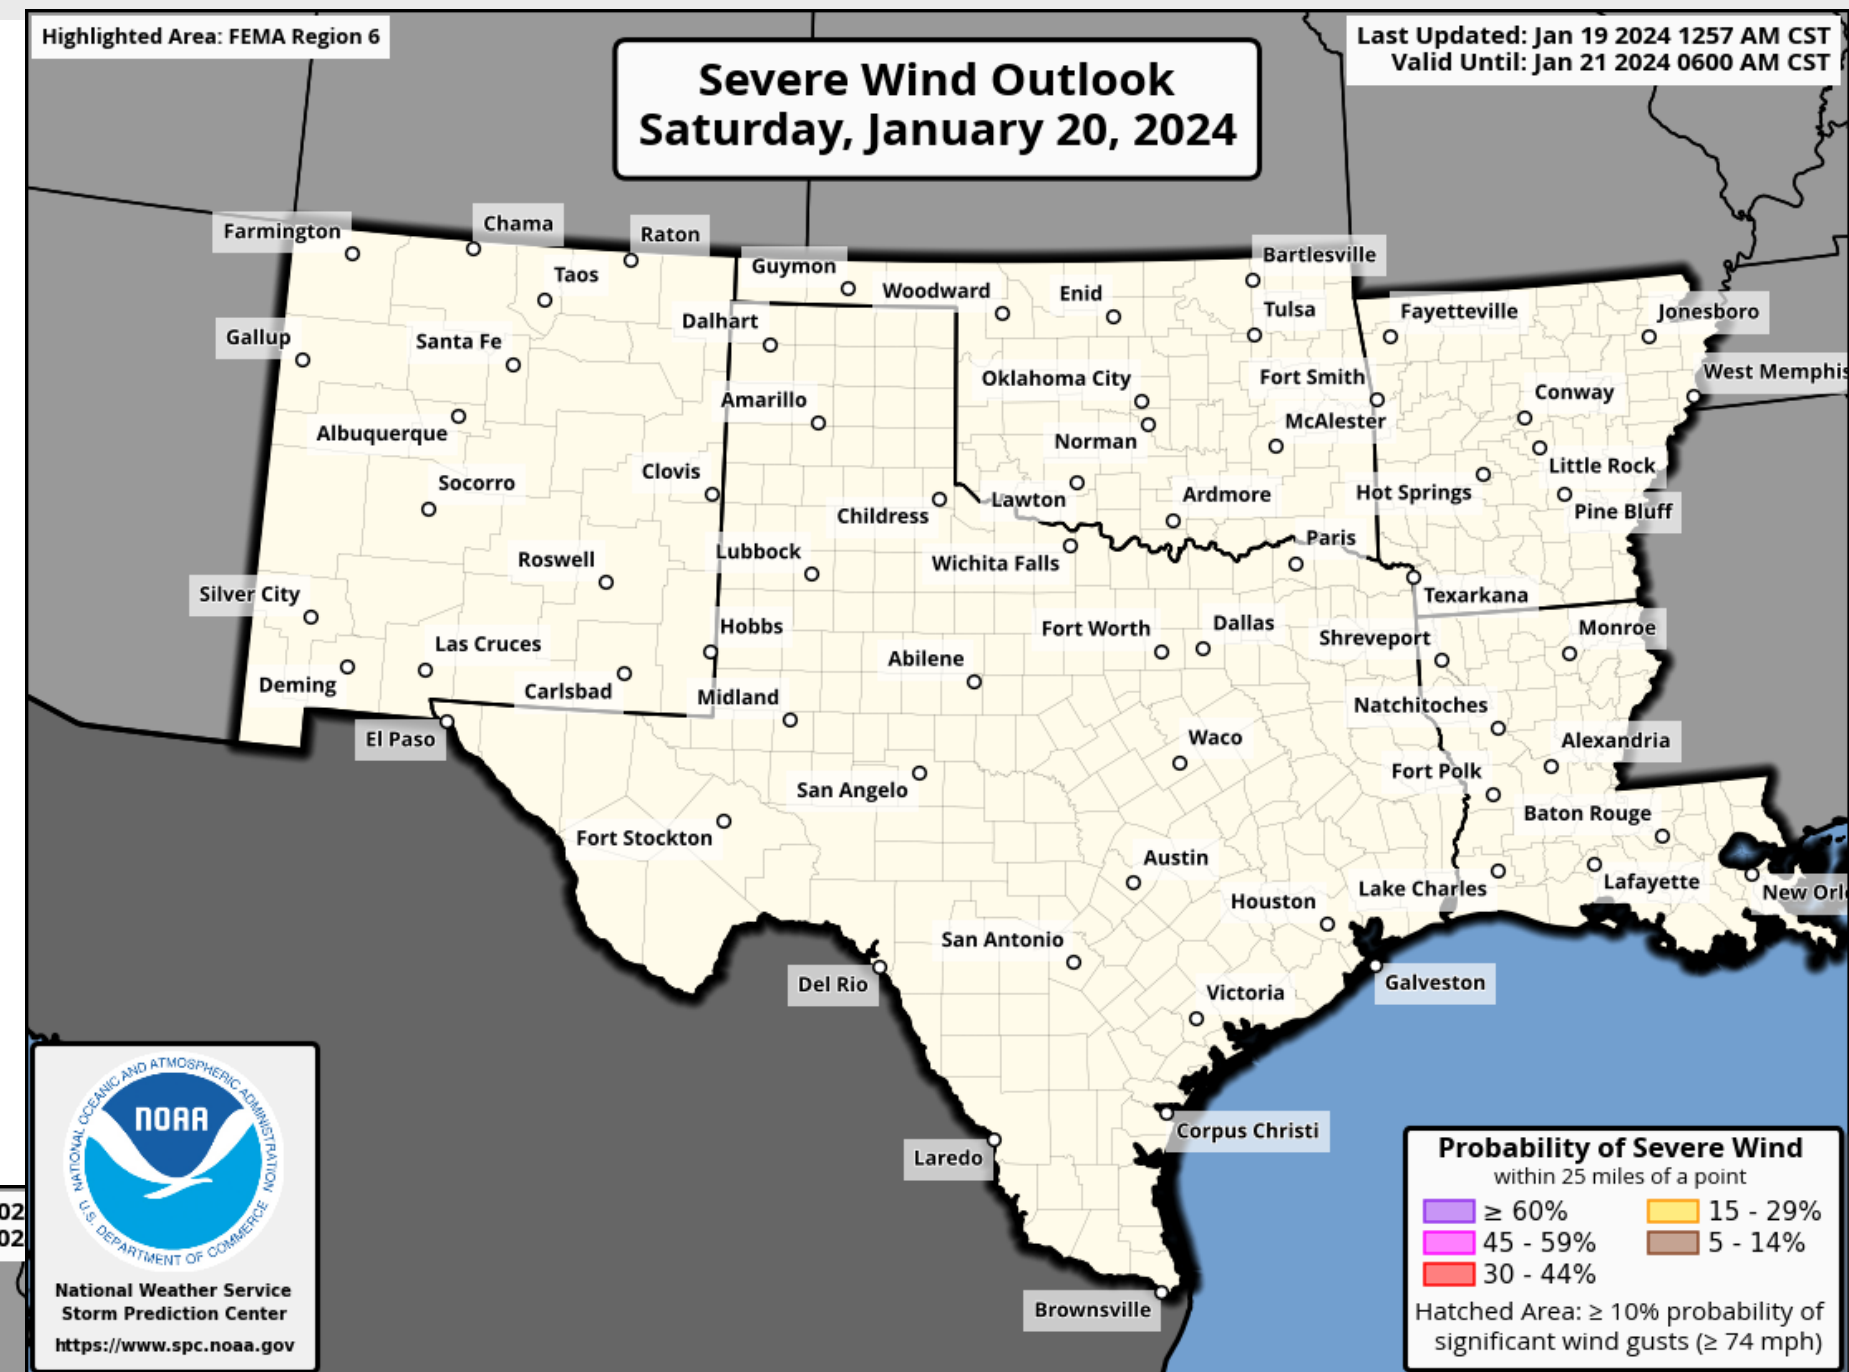 Highlighted Area: FEMA Region 6
Last Updated: Jan 19 2024 1257 AM CST
Valid Until: Jan 21 2024 0600 AM CST
Severe Wind Outlook
Saturday, January 20, 2024
Farmington
Chama
Raton
Taos
Guymon
Woodward
Enid
Bartlesville
Tulsa
Fayetteville
Jonesboro
Gallup
Santa Fe
Dalhart
Oklahoma City
Fort Smith
Conway
West Memphis
Albuquerque
Amarillo
Norman
McAlester
Little Rock
Socorro
Clovis
Childress
Lawton
Ardmore
Hot Springs
Pine Bluff
Roswell
Lubbock
Wichita Falls
Paris
Silver City
Texarkana
Las Cruces
Hobbs
Abilene
Fort Worth
Dallas
Shreveport
Monroe
Deming
Carlsbad
Midland
Natchitoches
El Paso
Waco
Alexandria
San Angelo
Fort Polk
Fort Stockton
Baton Rouge
Austin
Lake Charles
Lafayette
New Orl
Houston
San Antonio
Del Rio
Victoria
Galveston
Corpus Christi
Laredo
Brownsville
02
02
NATIONAL OCEANIC AND ATMOSPHERIC ADMINISTRATION
NOAA
U.S. DEPARTMENT OF COMMERCE
National Weather Service
Storm Prediction Center
https://www.spc.noaa.gov
Probability of Severe Wind
within 25 miles of a point
≥ 60%
15 - 29%
45 - 59%
5 - 14%
30 - 44%
Hatched Area: ≥ 10% probability of
significant wind gusts (≥ 74 mph)